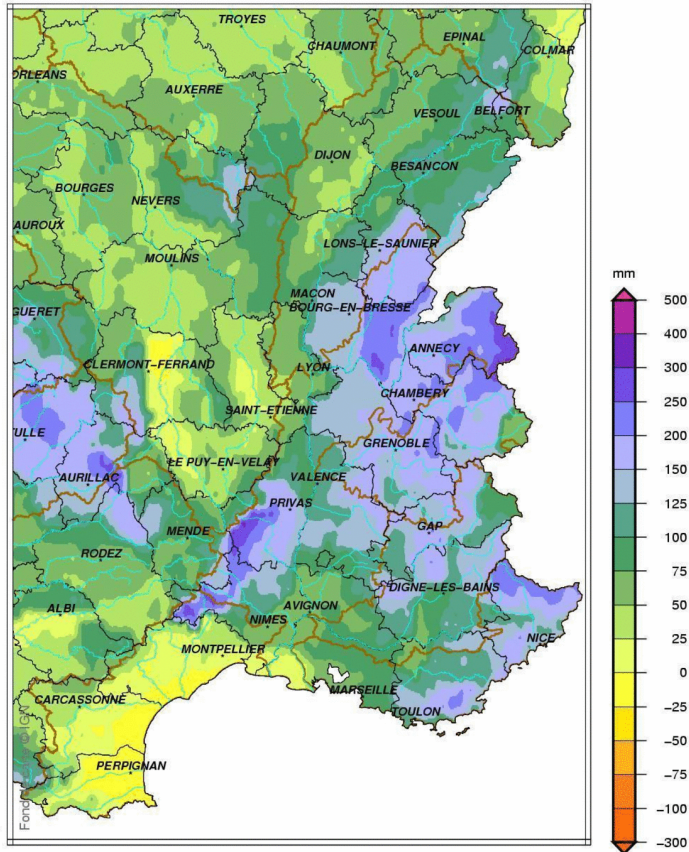 TROYES
EPINAL
CHAUMONT
COLMAR
ORLEANS
AUXERRE
VESOUL
BELFORT
DIJON
BESANCON
BOURGES
NEVERS
AUROUX
LONS-LE-SAUNIER
MOULINS
mm
MACON
500
BOURG-EN-BRESSE
GUERET
400
ANNECY
CLERMONT-FERRAND
LYON
300
CHAMBERY
250
SAINT-ETIENNE
200
TULLE
GRENOBLE
150
LE PUY-EN-VELAY
AURILLAC
VALENCE
125
PRIVAS
GAP
100
MENDE
RODEZ
75
DIGNE-LES-BAINS
ALBI
AVIGNON
50
NIMES
NICE
25
MONTPELLIER
0
MARSEILLE
CARCASSONNE
-25
TOULON
-50
PERPIGNAN
-75
-100
-300